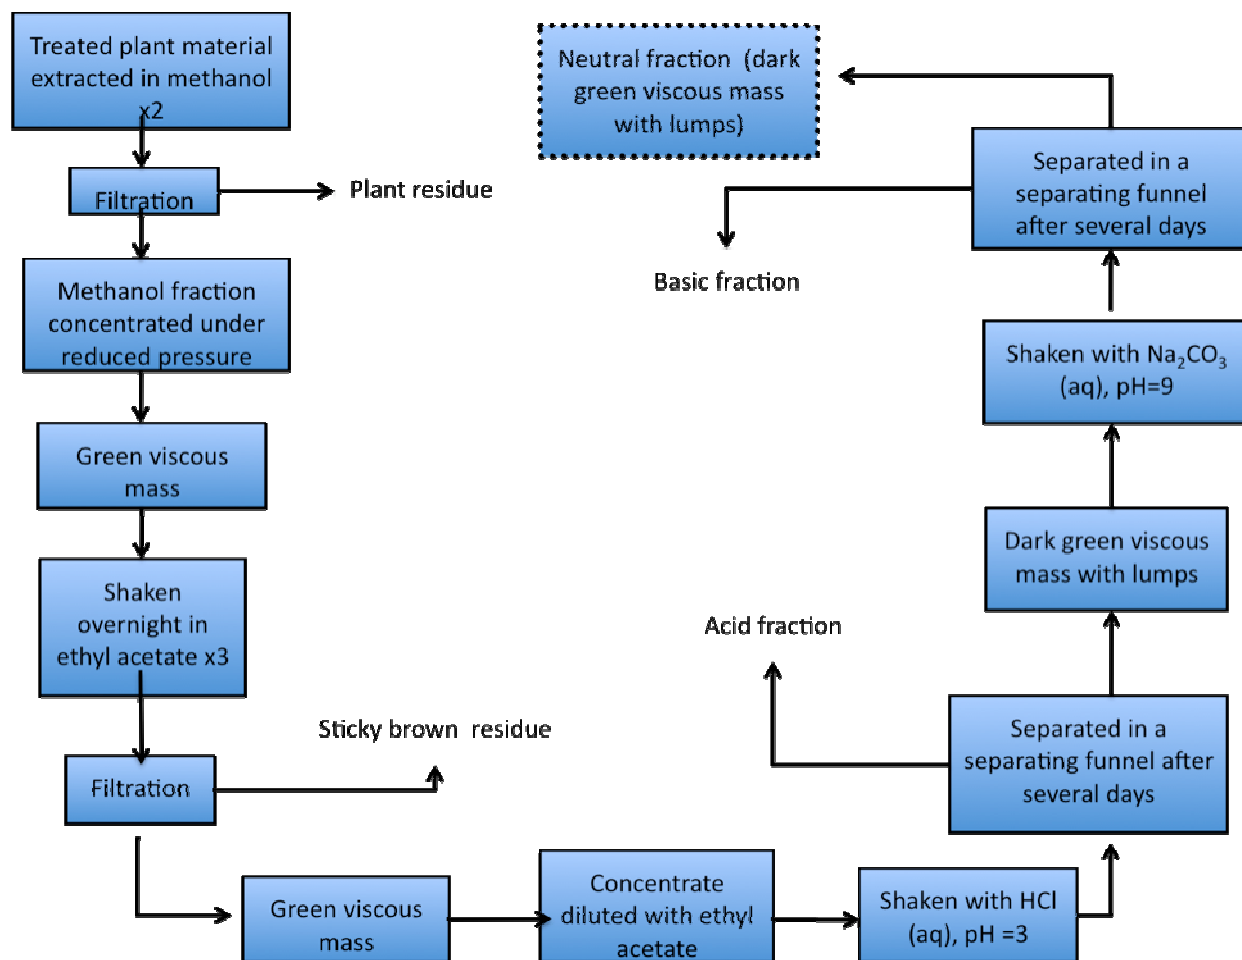 Treated plant material
extracted in methanol
x2
Filtration
Plant residue
Methanol fraction
concentrated under
reduced pressure
Green viscous
mass
Shaken
overnight in
ethyl acetate x3
Sticky brown residue
Filtration
Green viscous
mass
Concentrate
diluted with ethyl
acetate
Shaken with HCl
(aq), pH =3
Separated in a
separating funnel after
several days
Acid fraction
Dark green viscous
mass with lumps
Shaken with Na₂CO₃
(aq), pH=9
Separated in a
separating funnel
after several days
Basic fraction
Neutral fraction (dark
green viscous mass
with lumps)